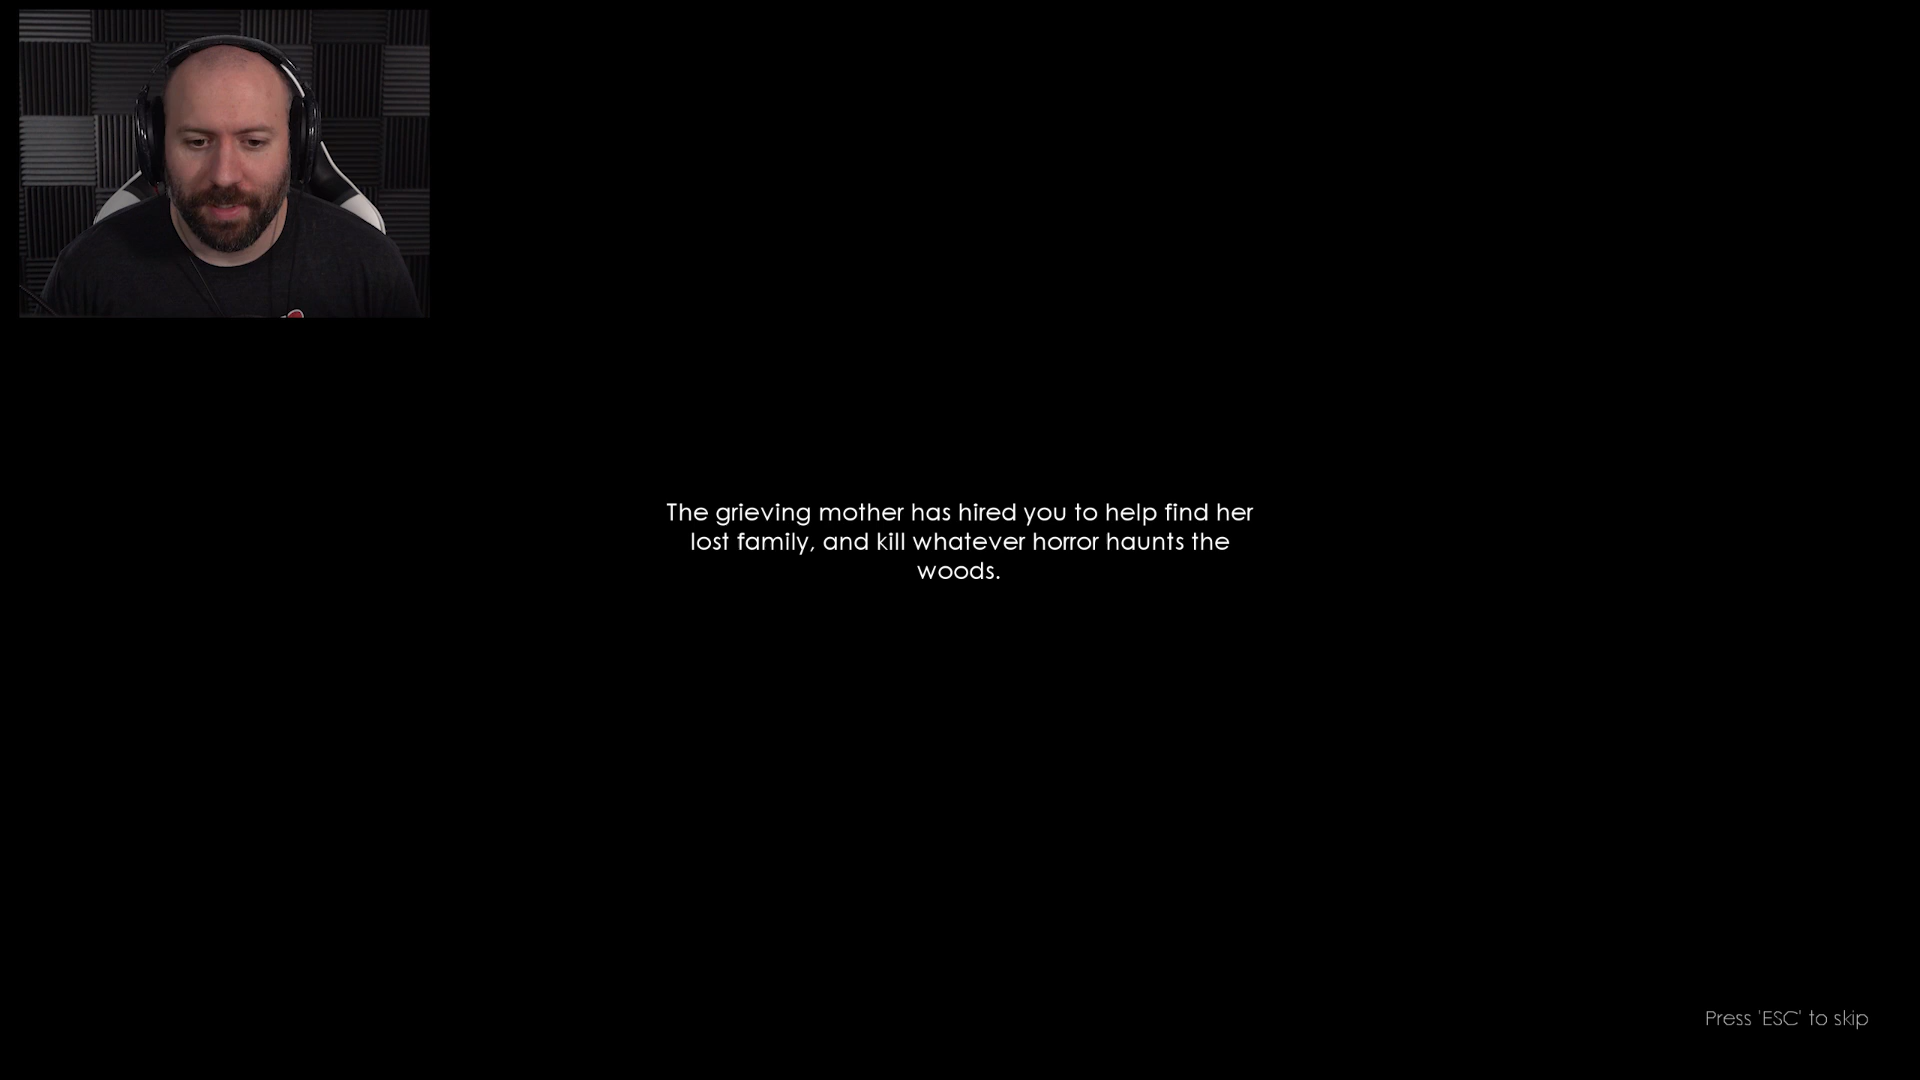 The grieving mother has hired you to help find her
lost family, and kill whatever horror haunts the
woods.
Press 'ESC' to skip